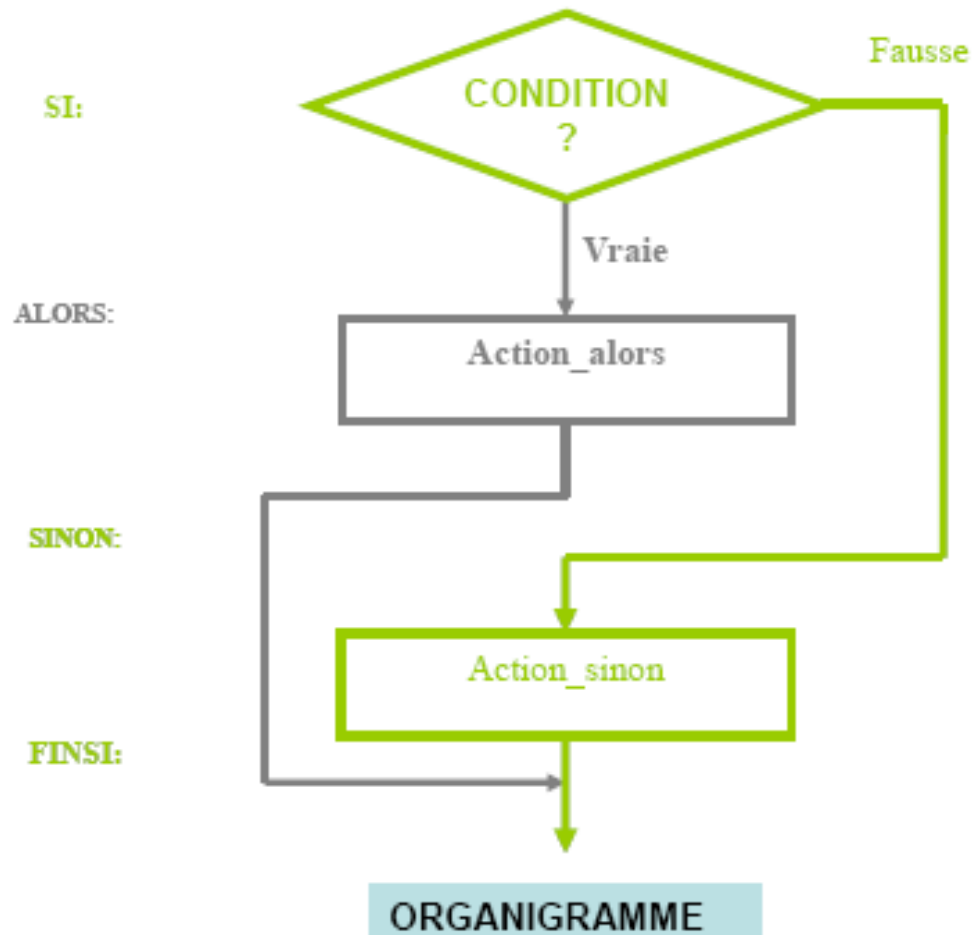 Fausse
SI:
CONDITION
?
Vraie
ALORS:
Action_alors
SINON:
Action_sinon
FINSI:
ORGANIGRAMME